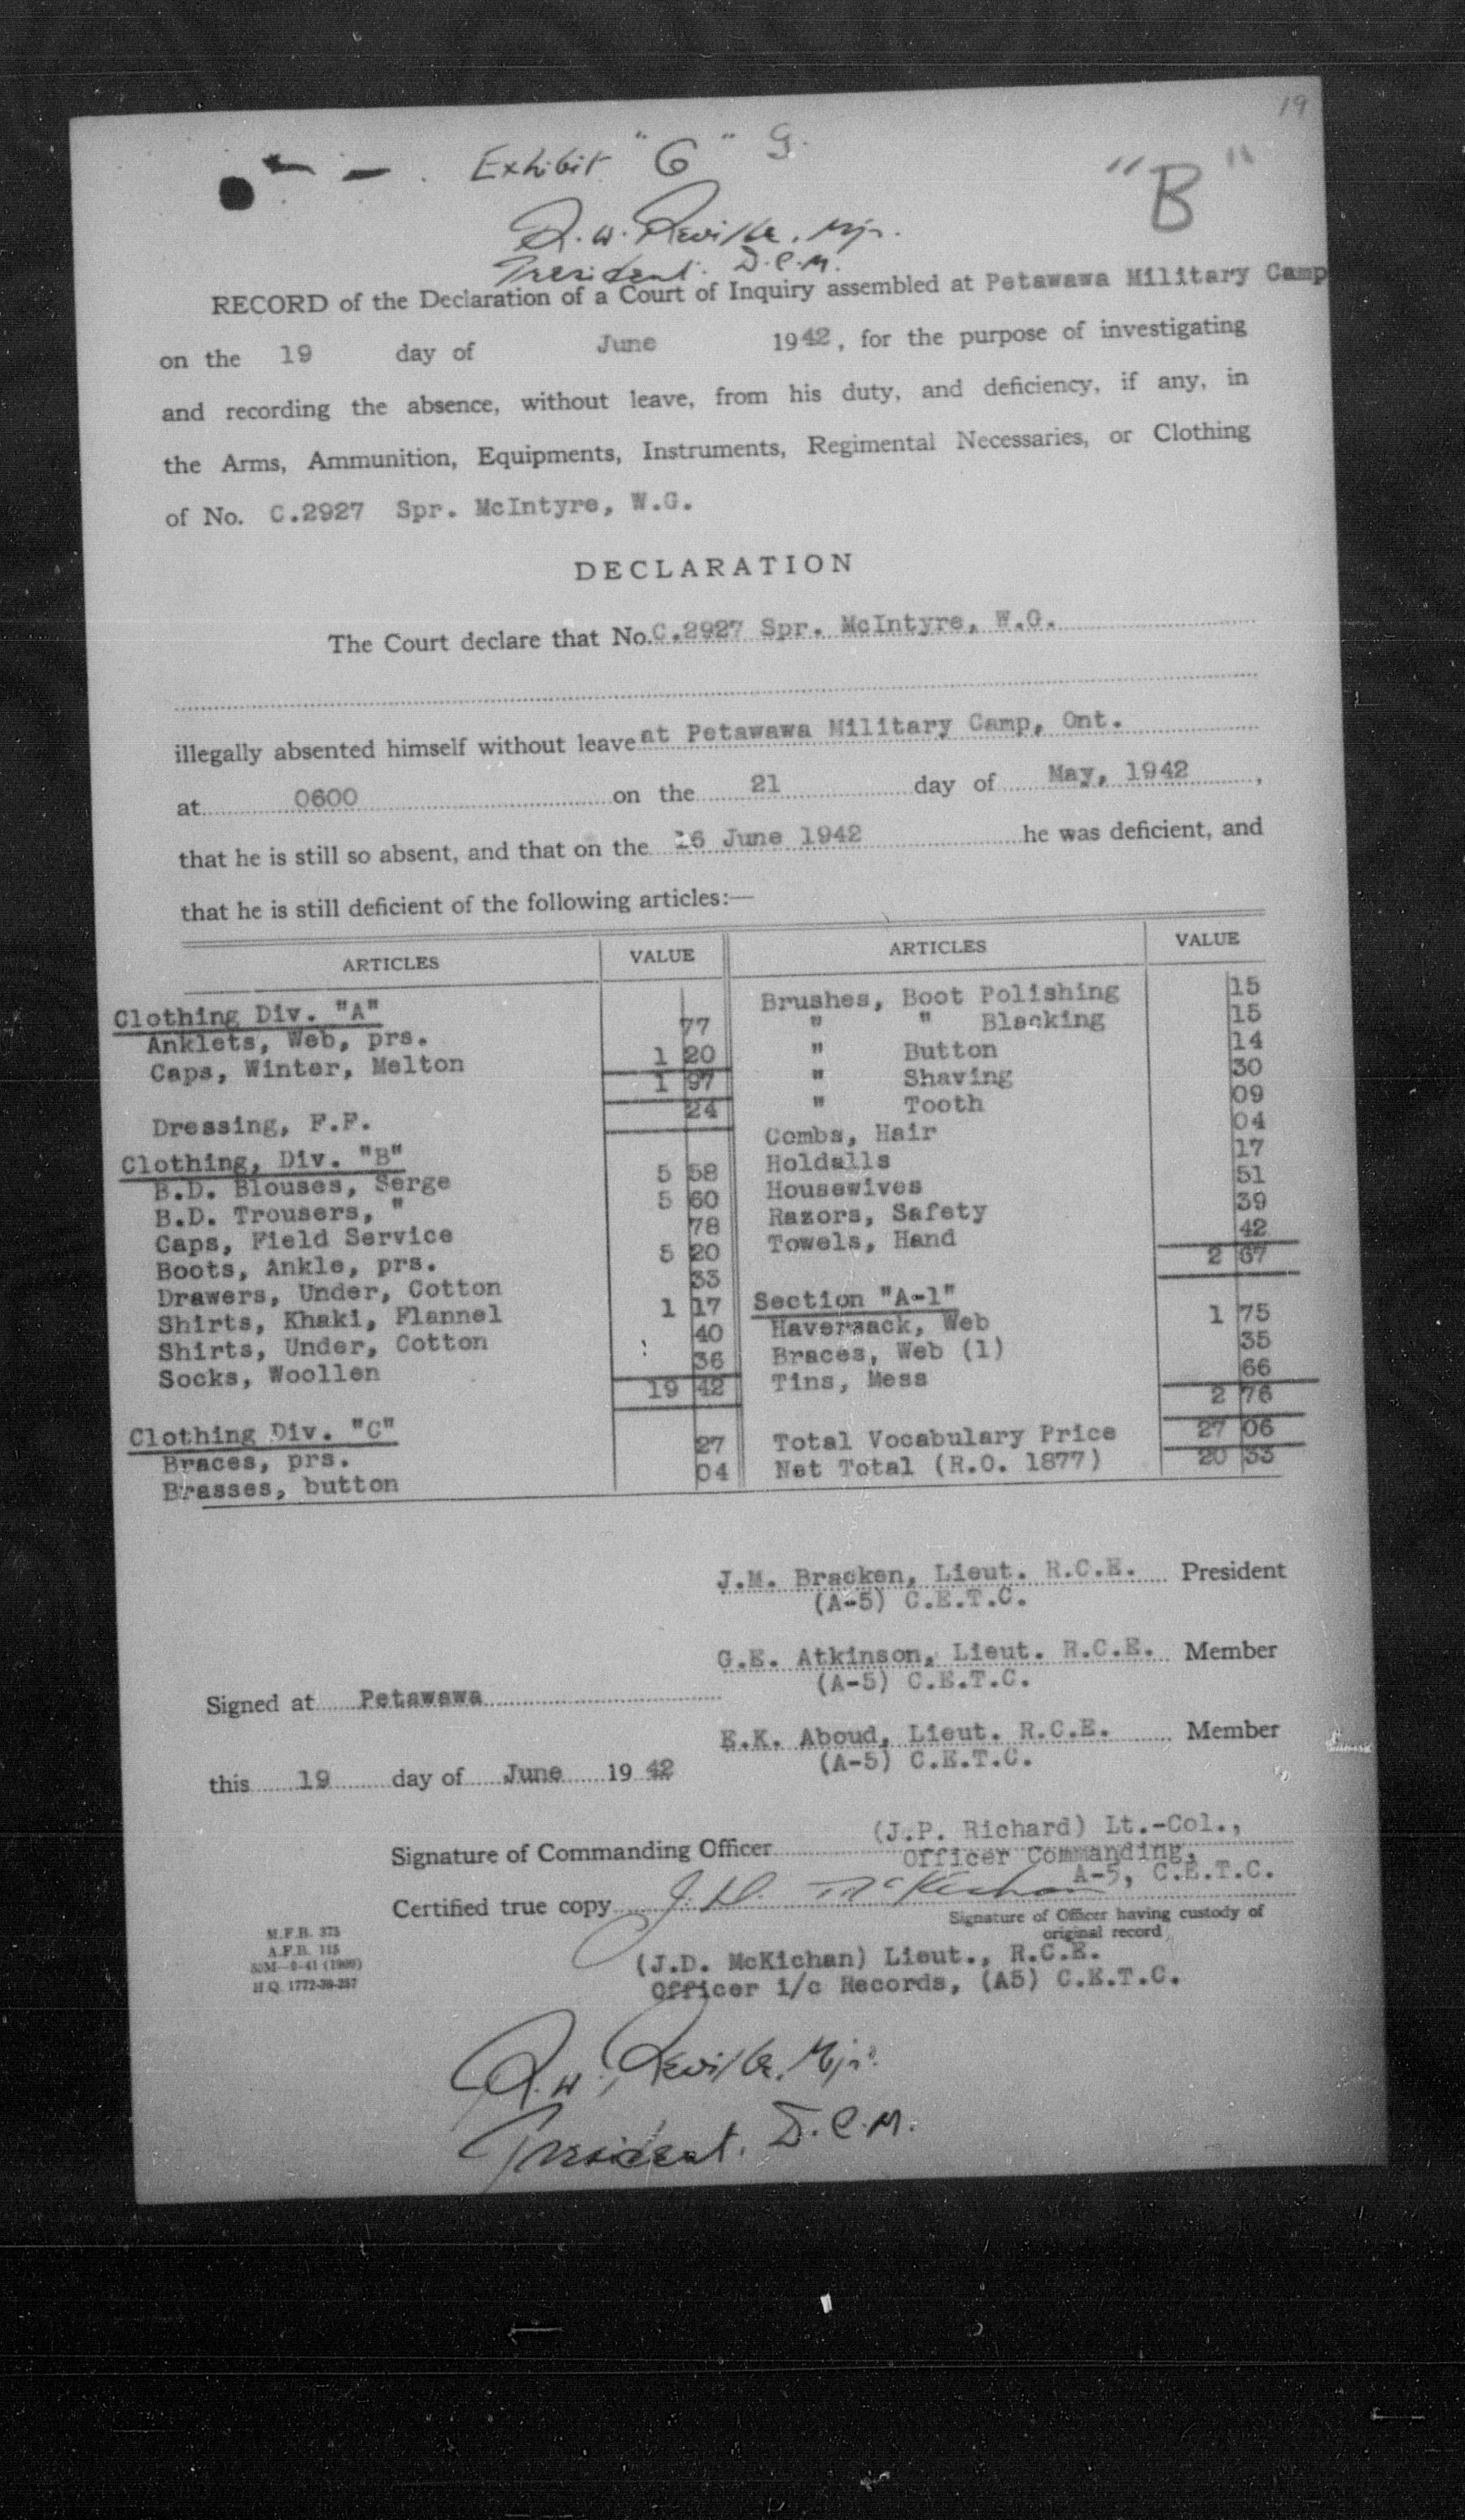 19
Exhibit "G" G.
"B"
R.W. Deville, Mjr.
President. D.C.M.
RECORD of the Declaration of a Court of Inquiry assembled at Petawawa Military Camp
on the 19 day of June 1942, for the purpose of investigating
and recording the absence, without leave, from his duty, and deficiency, if any, in
the Arms, Ammunition, Equipments, Instruments, Regimental Necessaries, or Clothing
of No. C.2927 Spr. McIntyre, W.G.
DECLARATION
The Court declare that No. C.2927 Spr. McIntyre, W.G.
illegally absented himself without leave at Petawawa Military Camp, Ont.
at 0600 on the 21 day of May, 1942,
that he is still so absent, and that on the 16 June 1942 he was deficient, and
that he is still deficient of the following articles:—
ARTICLES VALUE ARTICLES VALUE
Clothing Div. "A" Brushes, Boot Polishing 15
Anklets, Web, prs. 77 " " Blacking 15
Caps, Winter, Melton 1 20 " Button 14
1 97 " Shaving 30
Dressing, F.F. 24 " Tooth 09
Clothing, Div. "B" Combs, Hair 04
B.D. Blouses, Serge 5 58 Holdalls 17
B.D. Trousers, " 5 60 Housewives 51
Caps, Field Service 78 Razors, Safety 39
Boots, Ankle, prs. 5 20 Towels, Hand 42
Drawers, Under, Cotton 33 2 67
Shirts, Khaki, Flannel 1 17 Section "A-1"
Shirts, Under, Cotton 40 Haversack, Web 1 75
Socks, Woollen 36 Braces, Web (1) 35
19 42 Tins, Mess 66
2 76
Clothing Div. "C"
Braces, prs. 27 Total Vocabulary Price 27 06
Brasses, button 04 Net Total (R.O. 1877) 20 33
J.M. Bracken, Lieut. R.C.E. President
(A-5) C.E.T.C.
G.E. Atkinson, Lieut. R.C.E. Member
(A-5) C.E.T.C.
Signed at Petawawa
E.K. Aboud, Lieut. R.C.E. Member
(A-5) C.E.T.C.
this 19 day of June 19 42
(J.P. Richard) Lt.-Col.,
Signature of Commanding Officer Officer Commanding,
A-5, C.E.T.C.
Certified true copy J.D. McKichan
Signature of Officer having custody of
original record
(J.D. McKichan) Lieut., R.C.E.
Officer i/c Records, (A5) C.E.T.C.
M.F.B. 375
A.F.B. 115
H.Q. 1772-39-257
R.W. Deville, Mjr.
President. D.C.M.